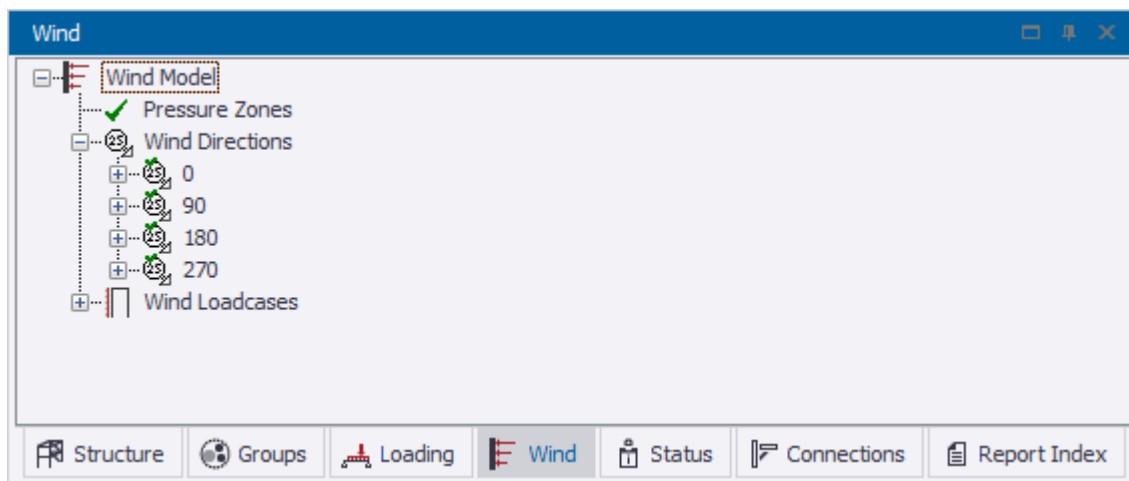 Wind
Wind Model
Pressure Zones
Wind Directions
0
90
180
270
Wind Loadcases
Structure Groups Loading Wind Status Connections Report Index